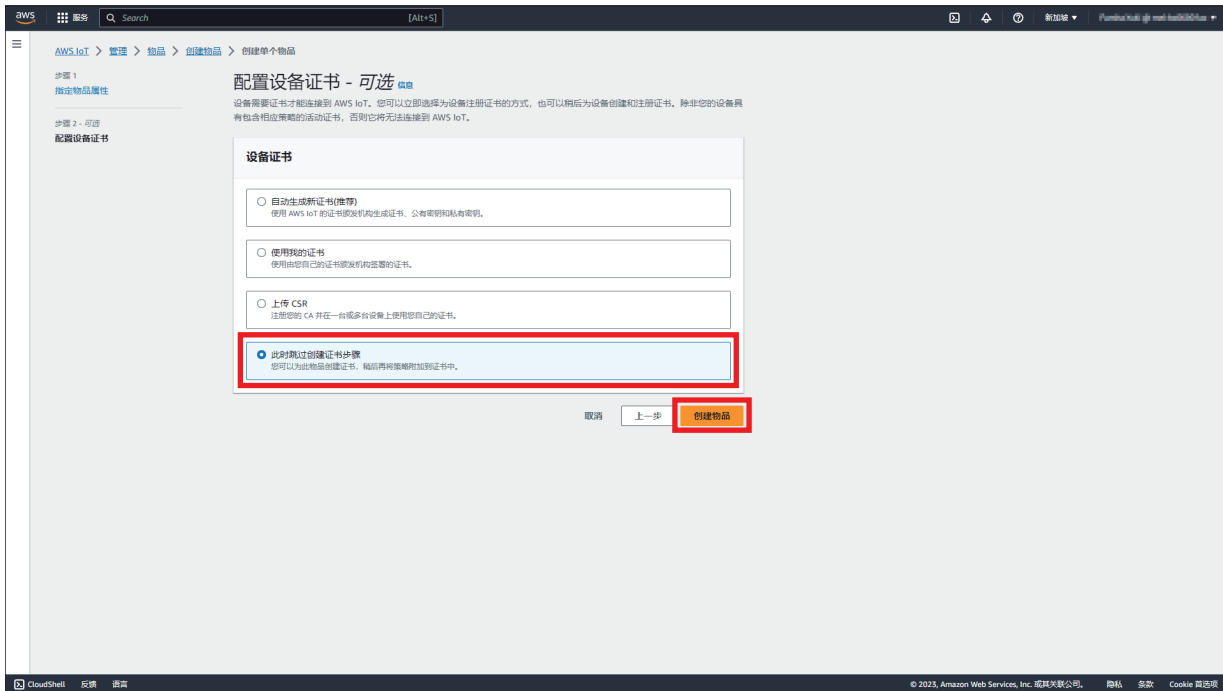 aws
服务
Search
[Alt+S]
新加坡
AWS IoT > 管理 > 物品 > 创建物品 > 创建单个物品
步骤 1
指定物品属性
步骤 2 - 可选
配置设备证书
配置设备证书 - 可选 信息
设备需要证书才能连接到 AWS IoT。您可以立即选择为设备注册证书的方式，也可以稍后为设备创建和注册证书。除非您的设备具
有包含相应策略的活动证书，否则它将无法连接到 AWS IoT。
设备证书
自动生成新证书(推荐)
使用 AWS IoT 的证书颁发机构生成证书、公有密钥和私有密钥。
使用我的证书
使用由您自己的证书颁发机构签署的证书。
上传 CSR
注册您的 CA 并在一台或多台设备上使用您自己的证书。
此时跳过创建证书步骤
您可以为此物品创建证书，稍后再将策略附加到证书中。
取消
上一步
创建物品
CloudShell
反馈
语言
© 2023, Amazon Web Services, Inc. 或其关联公司。
隐私
条款
Cookie 首选项